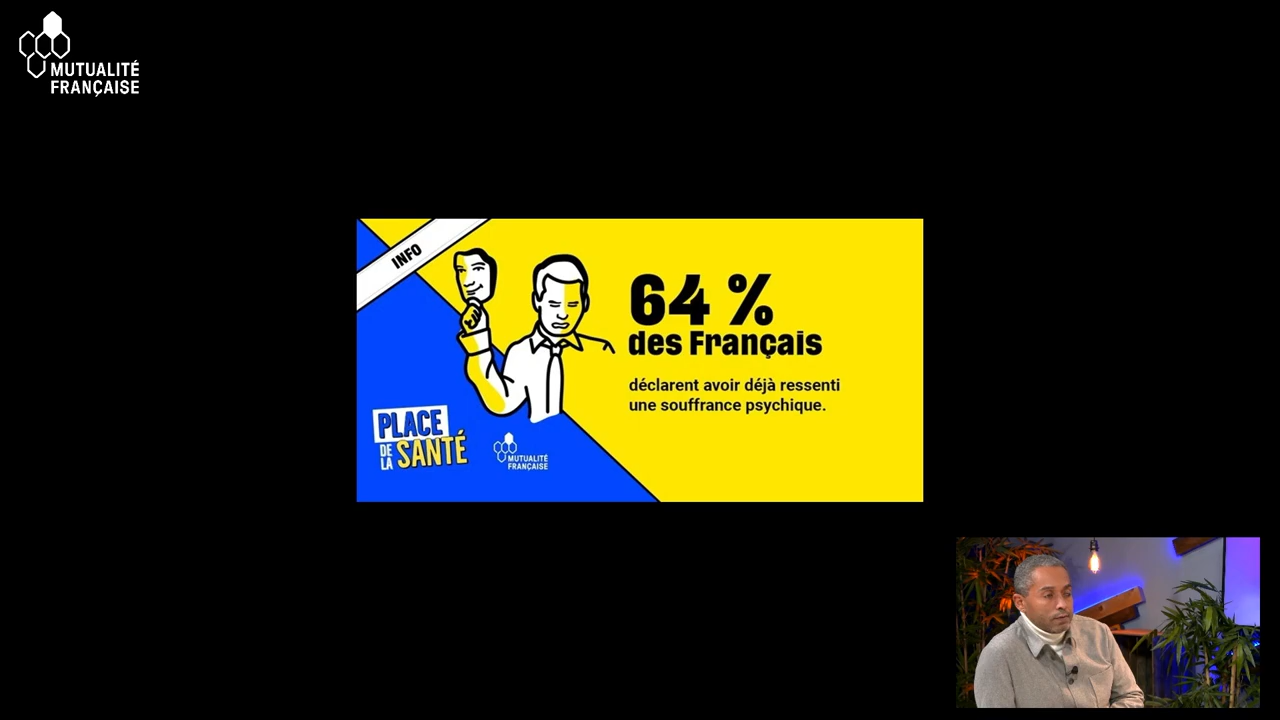 MUTUALITÉ
FRANÇAISE
INFO
64 %
des Français
déclarent avoir déjà ressenti
une souffrance psychique.
PLACE
DE LA SANTÉ
MUTUALITÉ
FRANÇAISE